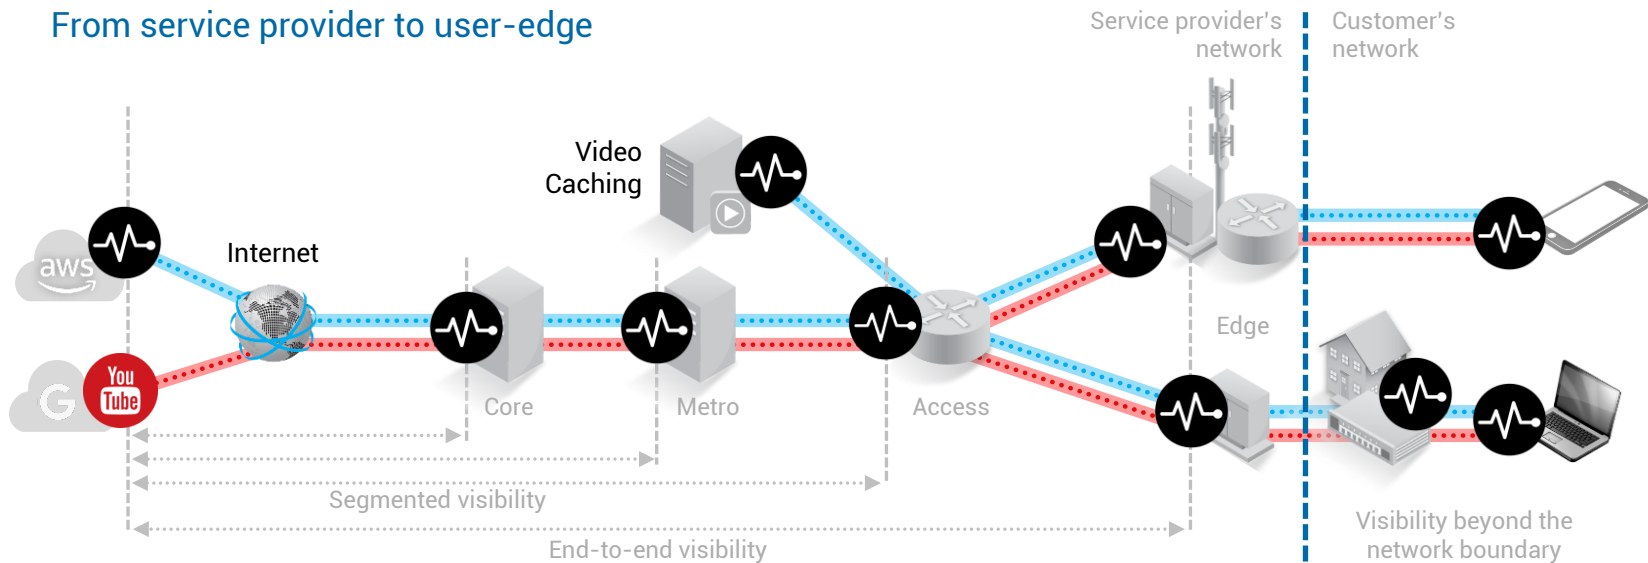 From service provider to user-edge
Service provider's
network
Customer's
network
Video
Caching
aws
Internet
G
You
Tube
Core
Metro
Access
Edge
Segmented visibility
End-to-end visibility
Visibility beyond the
network boundary